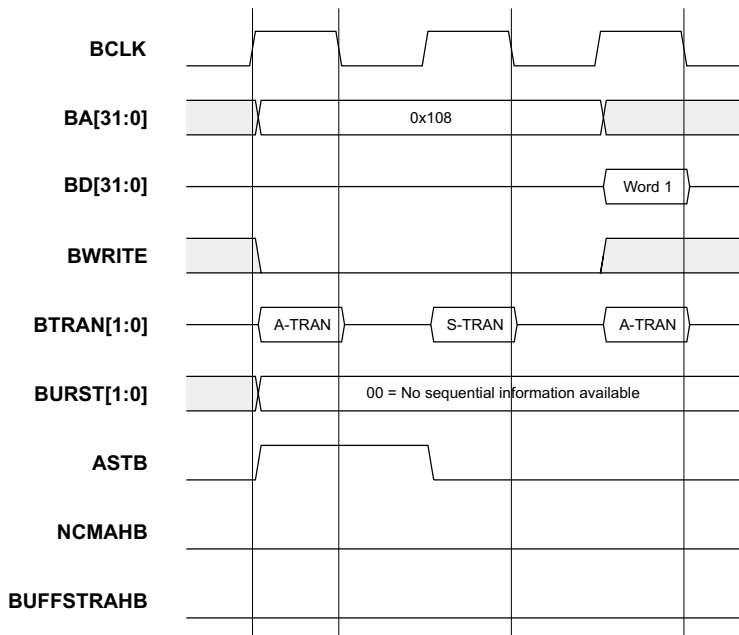 BCLK
BA[31:0] 0x108
BD[31:0] Word 1
BWRITE
BTRAN[1:0] A-TRAN S-TRAN A-TRAN
BURST[1:0] 00 = No sequential information available
ASTB
NCMAHB
BUFFSTRAHB